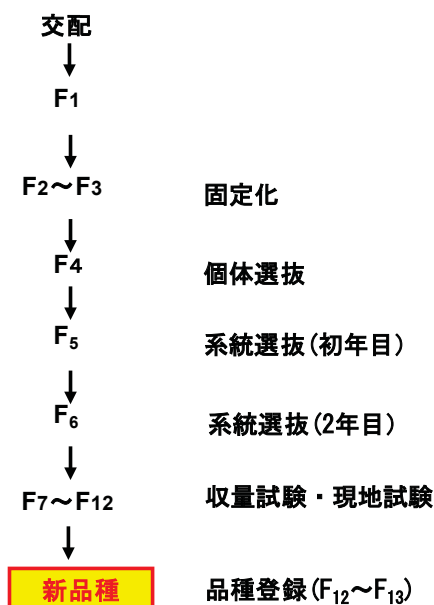 交配
F1
F2～F3 固定化
F4 個体選抜
F5 系統選抜(初年目)
F6 系統選抜(2年目)
F7～F12 収量試験・現地試験
新品種 品種登録(F12～F13)